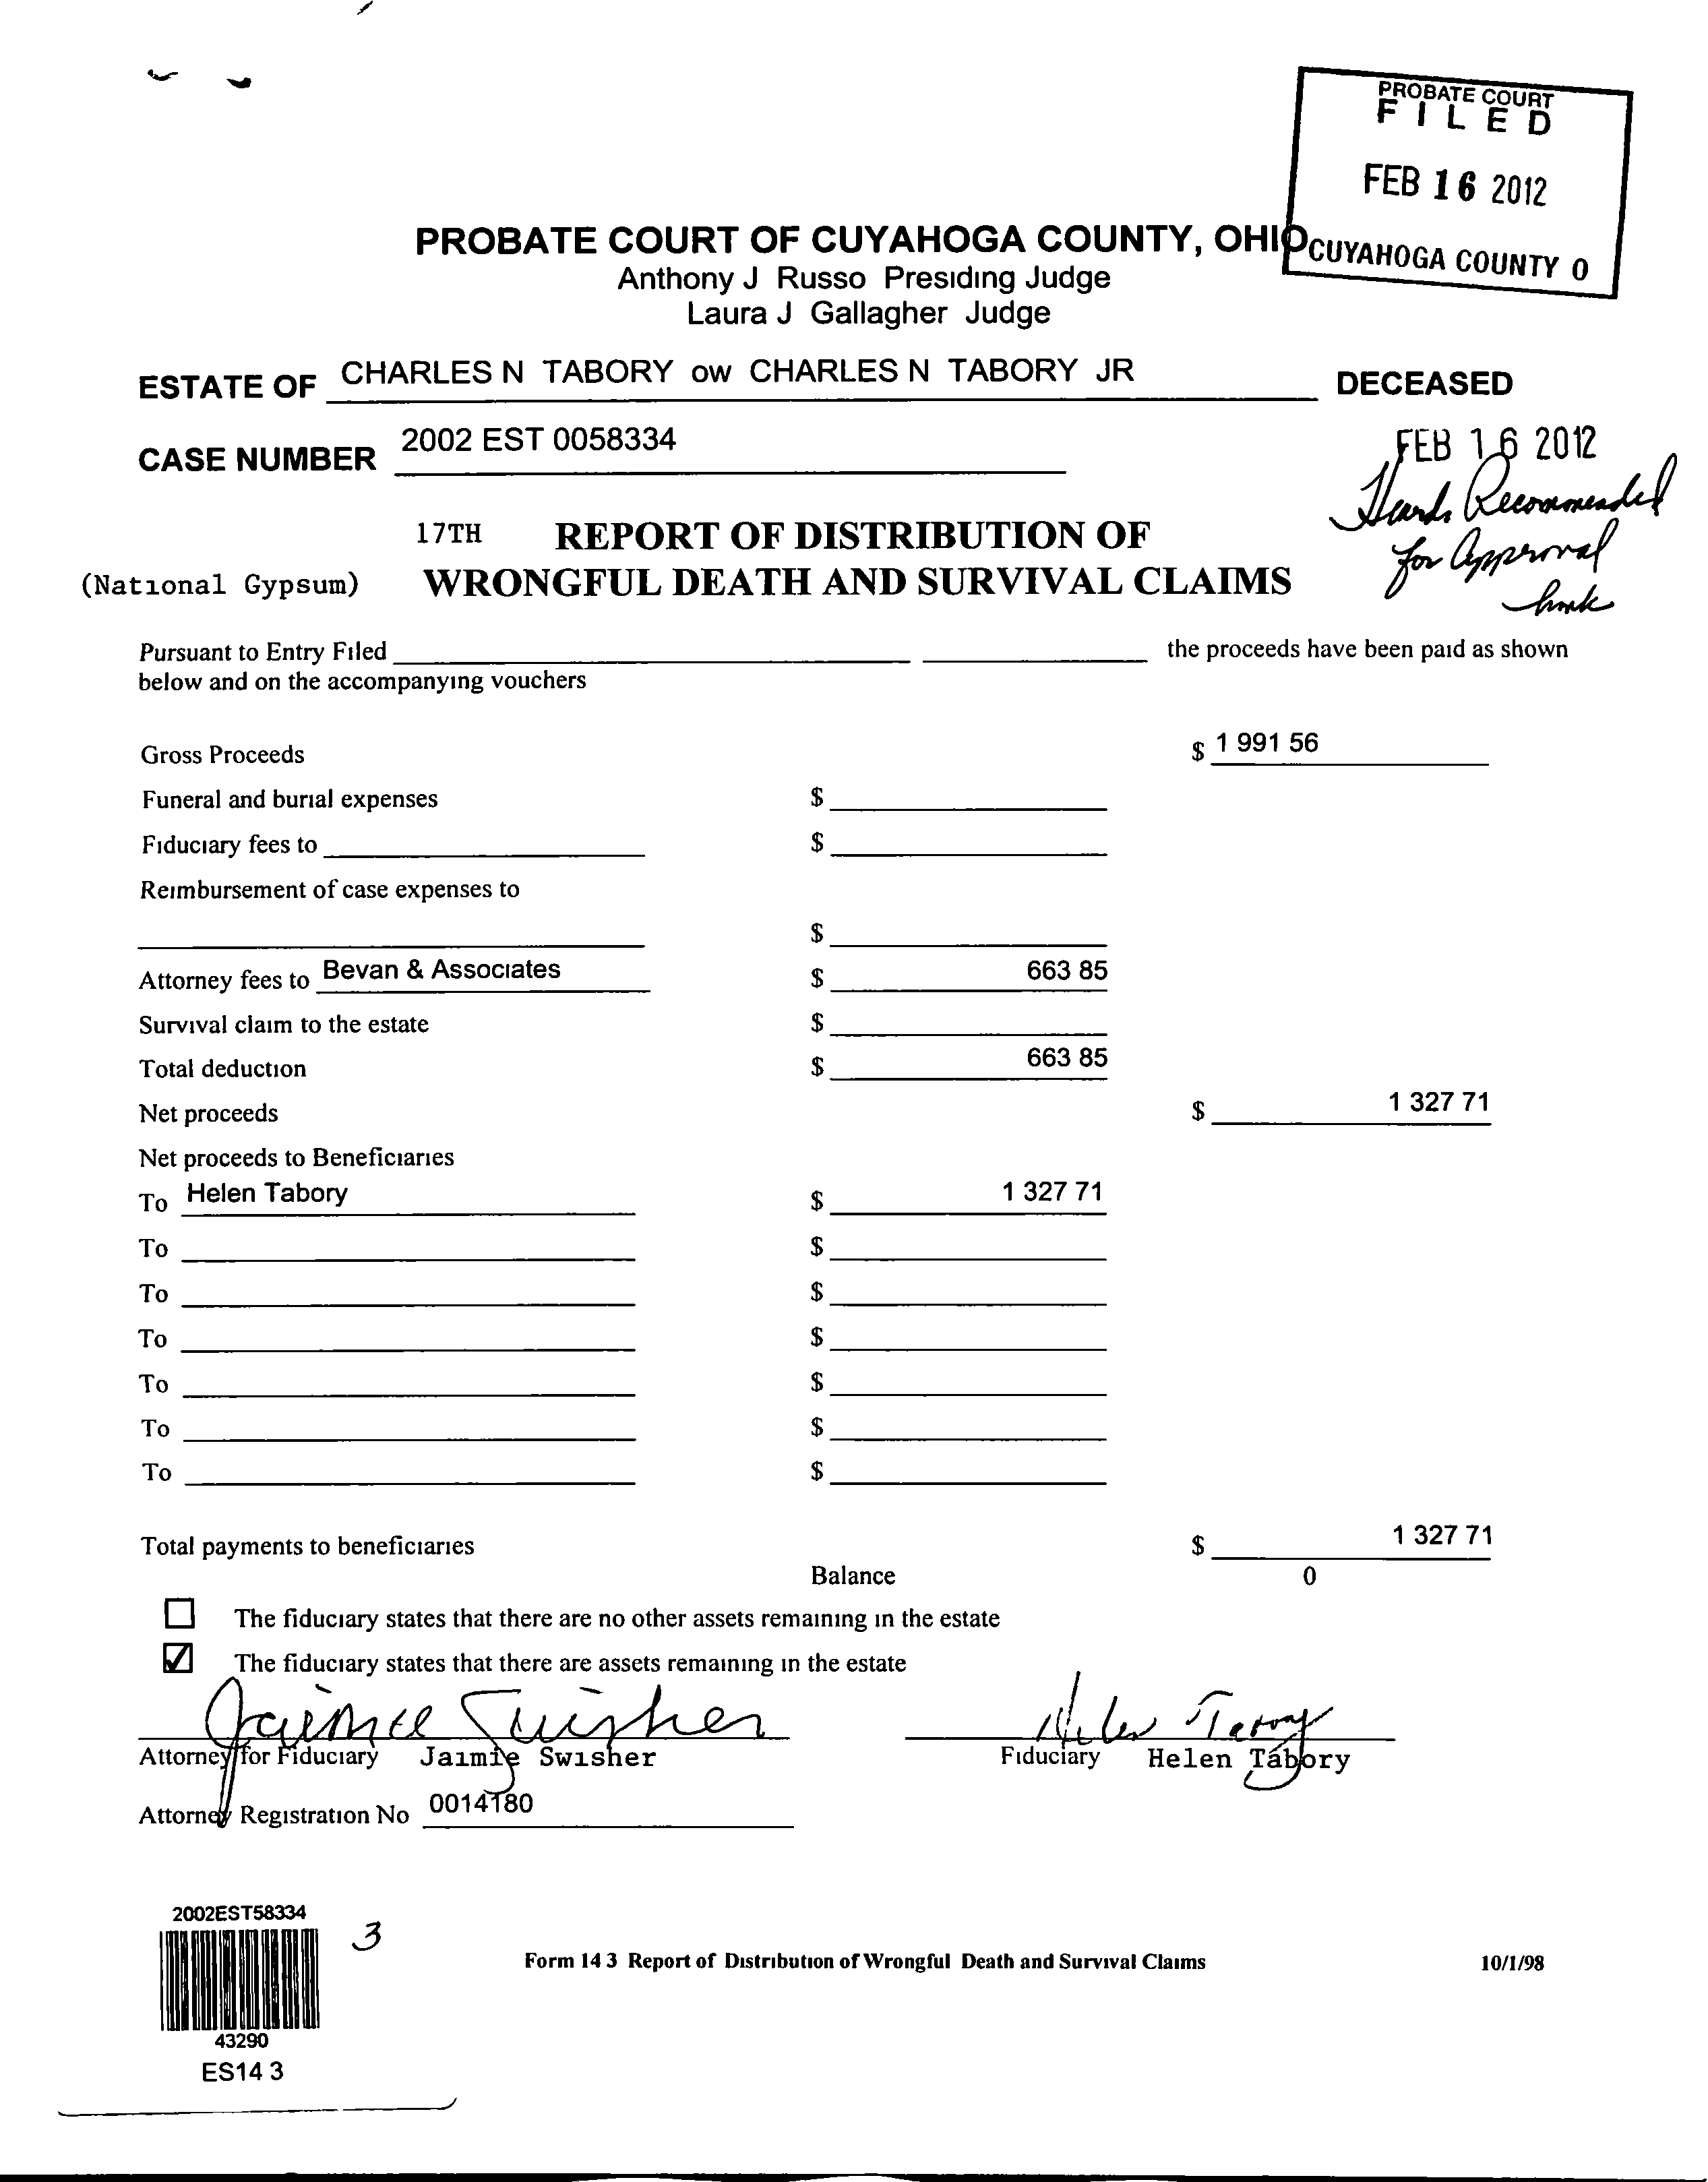 PROBATE COURT
FILED
FEB 16 2012
CUYAHOGA COUNTY O
PROBATE COURT OF CUYAHOGA COUNTY, OHIO
Anthony J Russo Presiding Judge
Laura J Gallagher Judge
ESTATE OF CHARLES N TABORY ow CHARLES N TABORY JR DECEASED
CASE NUMBER 2002 EST 0058334
FEB 16 2012
Heard. Recommended
for Approval
17TH REPORT OF DISTRIBUTION OF
(National Gypsum) WRONGFUL DEATH AND SURVIVAL CLAIMS
Pursuant to Entry Filed the proceeds have been paid as shown
below and on the accompanying vouchers
Gross Proceeds $ 1 991 56
Funeral and burial expenses $
Fiduciary fees to $
Reimbursement of case expenses to
$
Attorney fees to Bevan & Associates $ 663 85
Survival claim to the estate $
Total deduction $ 663 85
Net proceeds $ 1 327 71
Net proceeds to Beneficiaries
To Helen Tabory $ 1 327 71
To $
To $
To $
To $
To $
To $
Total payments to beneficiaries $ 1 327 71
Balance 0
The fiduciary states that there are no other assets remaining in the estate
The fiduciary states that there are assets remaining in the estate
Jaimie Swisher Helen Tabory
Attorney for Fiduciary Jaimie Swisher Fiduciary Helen Tabory
Attorney Registration No 0014180
2002EST58334
3
Form 14 3 Report of Distribution of Wrongful Death and Survival Claims 10/1/98
43290
ES14 3